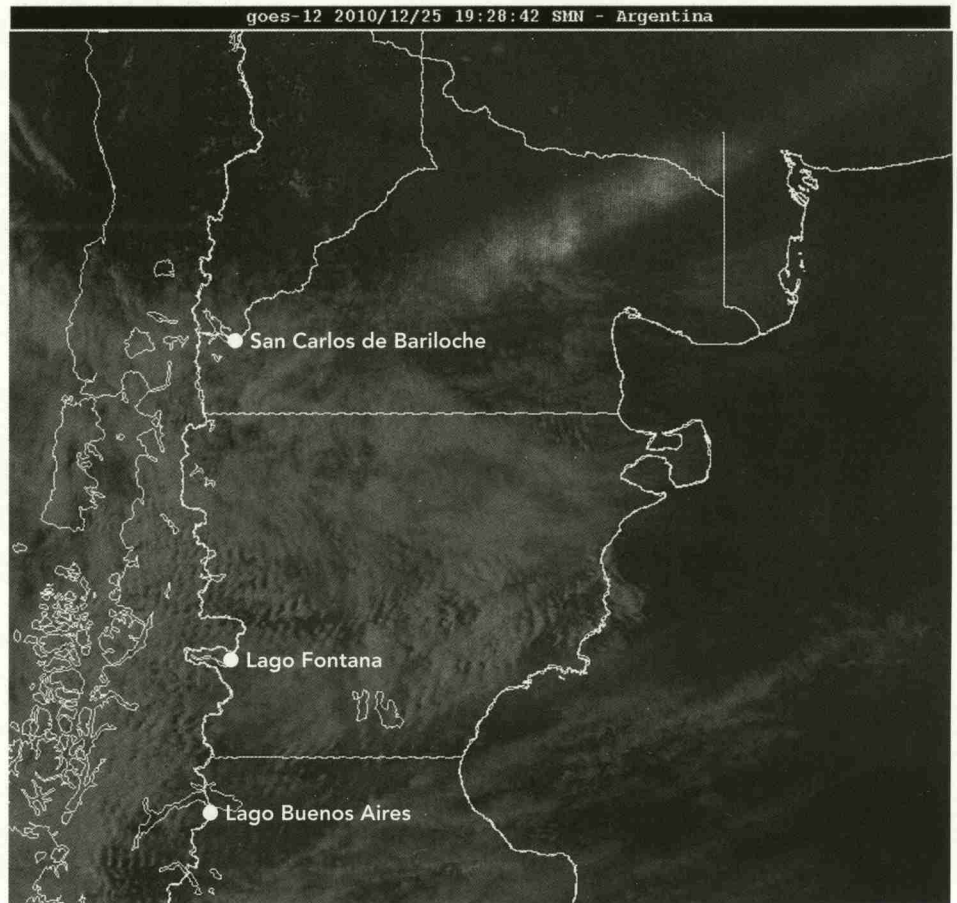 goes-12 2010/12/25 19:28:42 SMN - Argentina
San Carlos de Bariloche
Lago Fontana
Lago Buenos Aires